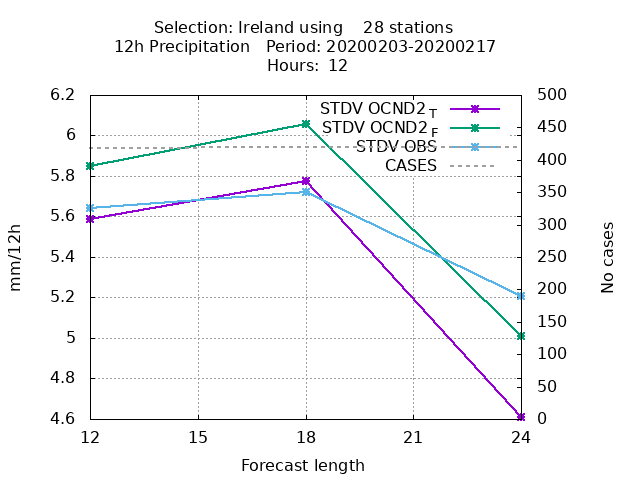 Selection: Ireland using 28 stations
12h Precipitation Period: 20200203-20200217
Hours: 12
STDV OCND2 T
STDV OCND2 F
STDV OBS
CASES
6.2
6
5.8
5.6
5.4
5.2
5
4.8
4.6
mm/12h
500
450
400
350
300
250
200
150
100
50
0
No cases
12 15 18 21 24
Forecast length